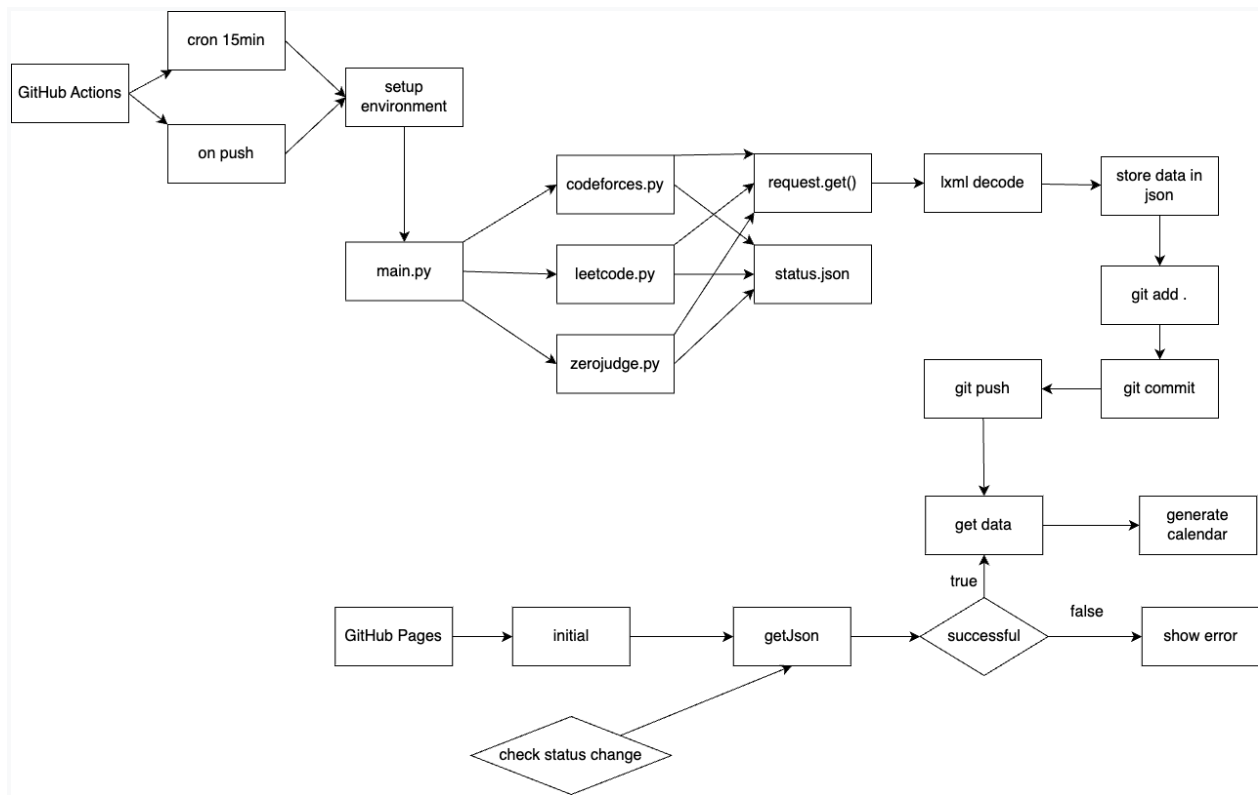 cron 15min
GitHub Actions
setup
environment
on push
codeforces.py
request.get()
lxml decode
store data in
json
main.py
leetcode.py
status.json
git add .
zerojudge.py
git push
git commit
get data
generate
calendar
true
false
GitHub Pages
initial
getJson
successful
show error
check status change